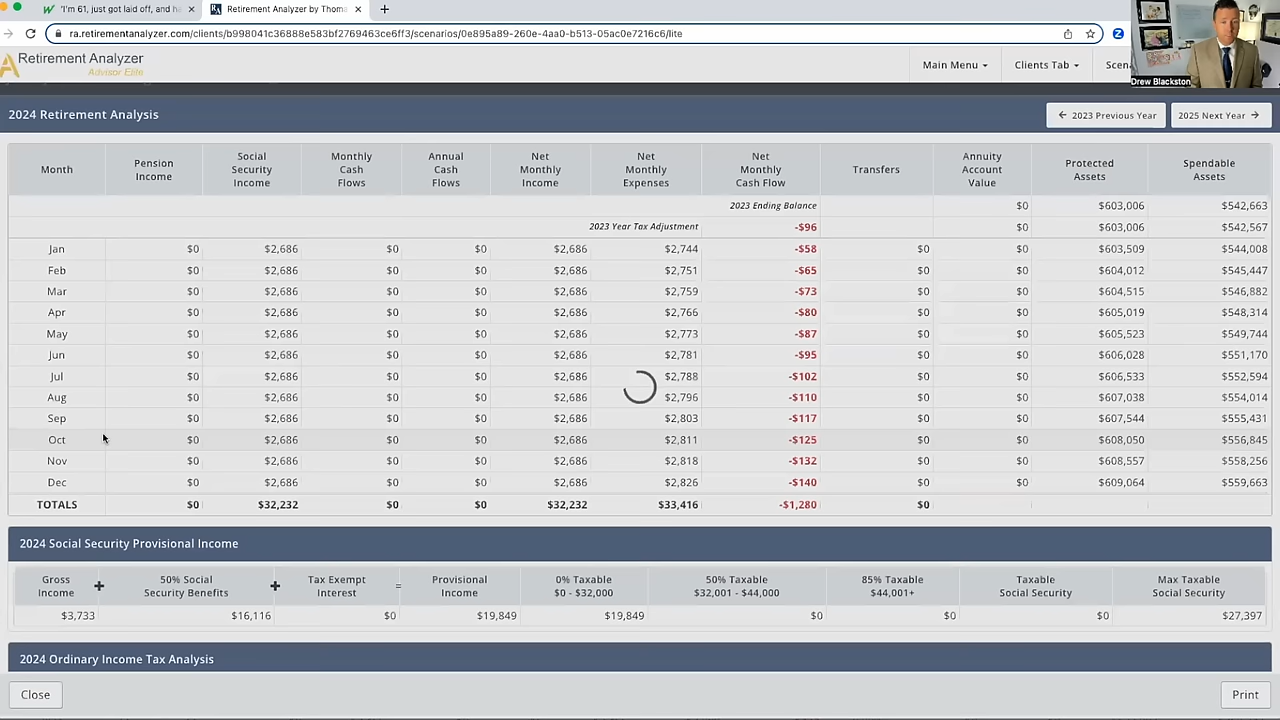 'I'm 61, just got laid off, and h
Retirement Analyzer by Thoma
ra.retirementanalyzer.com/clients/b998041c36888e583bf2769463ce6ff3/scenarios/0e895a89-260e-4aa0-b513-05ac0e7216c6/lite
Retirement Analyzer
Advisor Elite
Main Menu
Clients Tab
Scen
Drew Blackston
2024 Retirement Analysis
2023 Previous Year
2025 Next Year
Month Pension Income Social Security Income Monthly Cash Flows Annual Cash Flows Net Monthly Income Net Monthly Expenses Net Monthly Cash Flow Transfers Annuity Account Value Protected Assets Spendable Assets
2023 Ending Balance $0 $603,006 $542,663
2023 Year Tax Adjustment -$96 $0 $603,006 $542,567
Jan $0 $2,686 $0 $0 $2,686 $2,744 -$58 $0 $0 $603,509 $544,008
Feb $0 $2,686 $0 $0 $2,686 $2,751 -$65 $0 $0 $604,012 $545,447
Mar $0 $2,686 $0 $0 $2,686 $2,759 -$73 $0 $0 $604,515 $546,882
Apr $0 $2,686 $0 $0 $2,686 $2,766 -$80 $0 $0 $605,019 $548,314
May $0 $2,686 $0 $0 $2,686 $2,773 -$87 $0 $0 $605,523 $549,744
Jun $0 $2,686 $0 $0 $2,686 $2,781 -$95 $0 $0 $606,028 $551,170
Jul $0 $2,686 $0 $0 $2,686 $2,788 -$102 $0 $0 $606,533 $552,594
Aug $0 $2,686 $0 $0 $2,686 $2,796 -$110 $0 $0 $607,038 $554,014
Sep $0 $2,686 $0 $0 $2,686 $2,803 -$117 $0 $0 $607,544 $555,431
Oct $0 $2,686 $0 $0 $2,686 $2,811 -$125 $0 $0 $608,050 $556,845
Nov $0 $2,686 $0 $0 $2,686 $2,818 -$132 $0 $0 $608,557 $558,256
Dec $0 $2,686 $0 $0 $2,686 $2,826 -$140 $0 $0 $609,064 $559,663
TOTALS $0 $32,232 $0 $0 $32,232 $33,416 -$1,280 $0
2024 Social Security Provisional Income
Gross Income + 50% Social Security Benefits + Tax Exempt Interest = Provisional Income 0% Taxable $0 - $32,000 50% Taxable $32,001 - $44,000 85% Taxable $44,001+ Taxable Social Security Max Taxable Social Security
$3,733 $16,116 $0 $19,849 $19,849 $0 $0 $0 $27,397
2024 Ordinary Income Tax Analysis
Close
Print